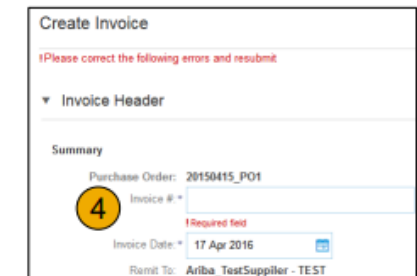 Create Invoice
!Please correct the following errors and resubmit
▼ Invoice Header
Summary
Purchase Order: 20150415_PO1
4
Invoice #: *
!Required field
Invoice Date: * 17 Apr 2016
Remit To: Ariba_TestSuppiler - TEST